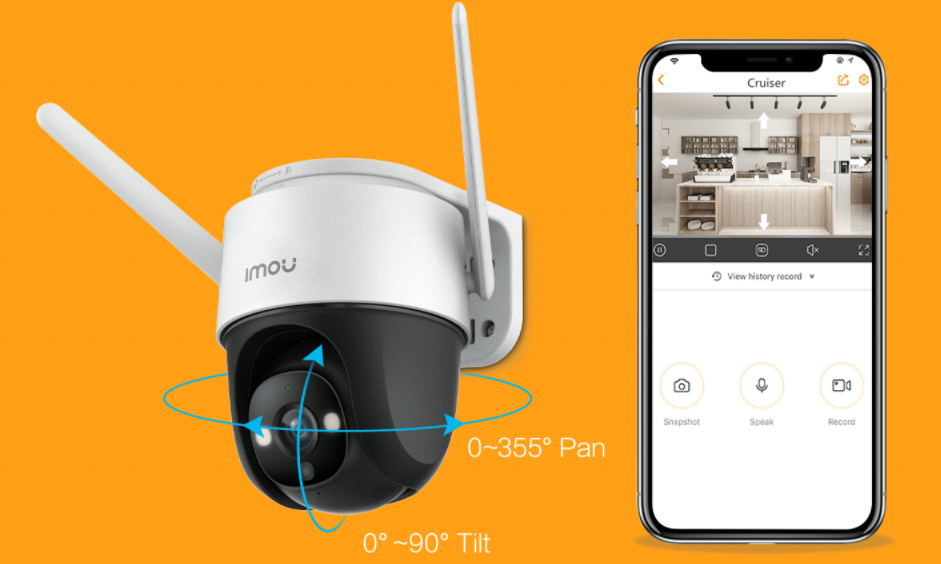 imou
Cruiser
SD
View history record
Snapshot
Speak
Record
0~355° Pan
0° ~90° Tilt